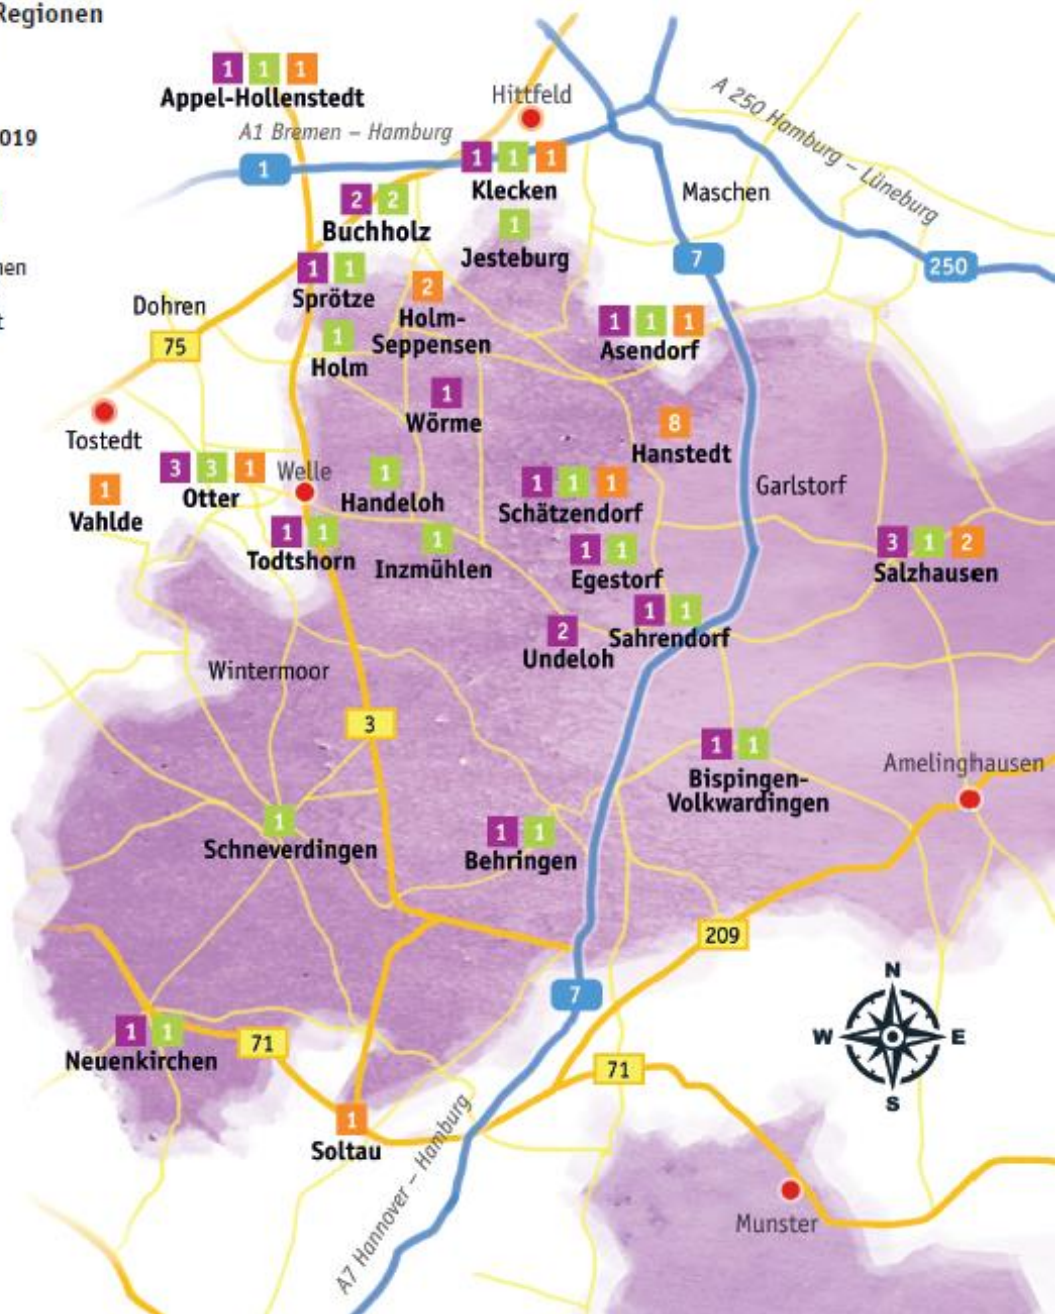 Regionen
1 1 1
Appel-Hollenstedt
Hittfeld
A 250 Hamburg – Lüneburg
019
A1 Bremen – Hamburg
1
1 1 1
Klecken
Maschen
2 2
Buchholz
1
Jesteburg
7
250
nen
1 1
Sprötze
2
Holm-
Seppensen
t
Dohren
75
1
Holm
1 1 1
Asendorf
1
Wörme
8
Hanstedt
Tostedt
3 3 1
Otter
Welle
1
Handeloh
1 1 1
Schätzendorf
Garlstorf
1
Vahlde
1 1
Todtshorn
1
Inzmühlen
1 1
Egestorf
3 1 2
Salzhausen
2
Undeloh
1 1
Sahrendorf
Wintermoor
3
1 1
Bispingen-
Volkwardingen
Amelinghausen
1
Schneverdingen
1 1
Behringen
209
7
N
W E
S
1 1
Neuenkirchen
71
71
1
Soltau
A7 Hannover – Hamburg
Munster